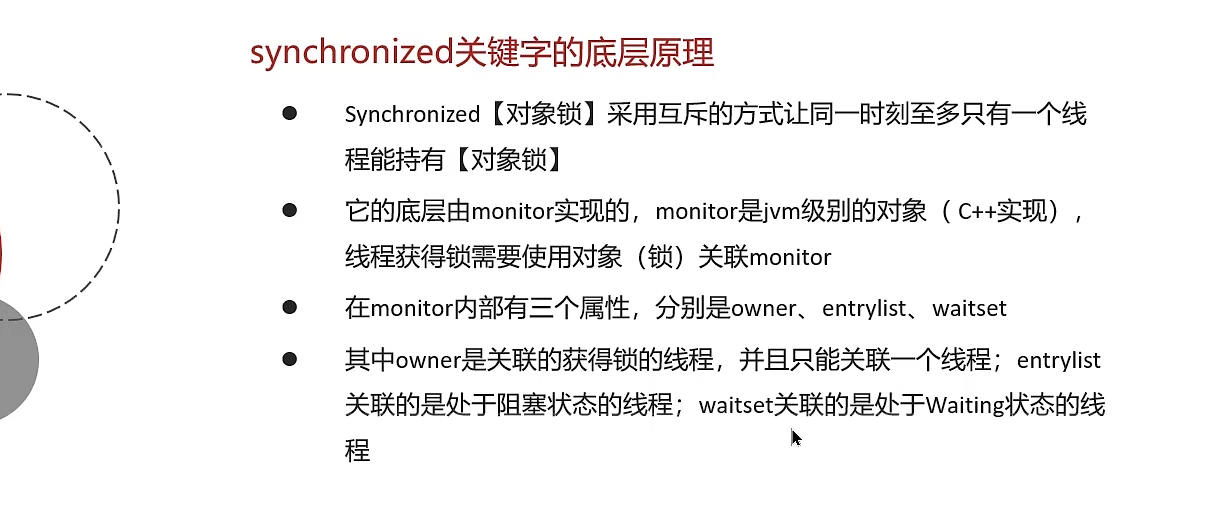 synchronized关键字的底层原理
● Synchronized【对象锁】采用互斥的方式让同一时刻至多只有一个线
程能持有【对象锁】
● 它的底层由monitor实现的，monitor是jvm级别的对象（ C++实现），
线程获得锁需要使用对象（锁）关联monitor
● 在monitor内部有三个属性，分别是owner、entrylist、waitset
● 其中owner是关联的获得锁的线程，并且只能关联一个线程；entrylist
关联的是处于阻塞状态的线程；waitset关联的是处于Waiting状态的线
程